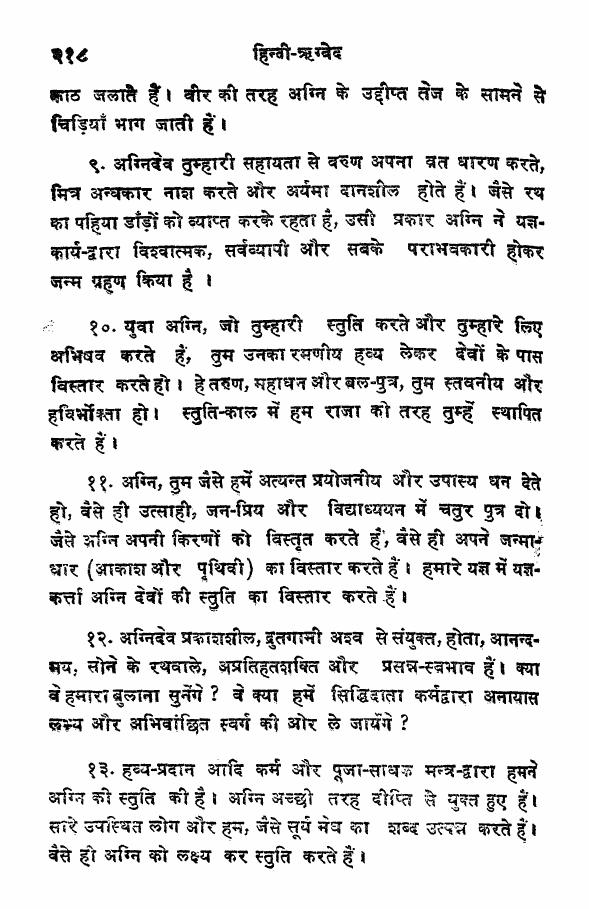 २१८ हिन्दी-ऋग्वेद
काठ जलाते हैं। वीर की तरह अग्नि के उद्दीप्त तेज के सामने से
चिड़ियाँ भाग जाती हैं।
९. अग्निदेव तुम्हारी सहायता से वरुण अपना व्रत धारण करते,
मित्र अन्धकार नाश करते और अर्यमा दानशील होते हैं। जैसे रथ
का पहिया डाँड़ों को व्याप्त करके रहता है, उसी प्रकार अग्नि ने यज्ञ-
कार्य-द्वारा विश्वात्मक, सर्वव्यापी और सबके पराभवकारी होकर
जन्म ग्रहण किया है ।
१०. युवा अग्नि, जो तुम्हारी स्तुति करते और तुम्हारे लिए
अभिषव करते हैं, तुम उनका रमणीय हव्य लेकर देवों के पास
विस्तार करते हो। हे तरुण, महाधन और बल-पुत्र, तुम स्तवनीय और
हविर्भोक्ता हो। स्तुति-काल में हम राजा की तरह तुम्हें स्थापित
करते हैं।
११. अग्नि, तुम जैसे हमें अत्यन्त प्रयोजनीय और उपास्य धन देते
हो, वैसे ही उत्साही, जन-प्रिय और विद्याध्ययन में चतुर पुत्र दो।
जैसे अग्नि अपनी किरणों को विस्तृत करते हैं, वैसे ही अपने जन्मा-
धार (आकाश और पृथिवी) का विस्तार करते हैं। हमारे यज्ञ में यज्ञ-
कर्त्ता अग्नि देवों की स्तुति का विस्तार करते हैं।
१२. अग्निदेव प्रकाशशील, द्रुतगामी अश्व से संयुक्त, होता, आनन्द-
मय, सोने के रथवाले, अप्रतिहतशक्ति और प्रसन्न-स्वभाव हैं। क्या
वे हमारा बुलाना सुनेंगे ? वे क्या हमें सिद्धिदाता कर्मद्वारा अनायास
लभ्य और अभिवांछित स्वर्ग की ओर ले जायेंगे ?
१३. हव्य-प्रदान आदि कर्म और पूजा-साधक मन्त्र-द्वारा हमने
अग्नि की स्तुति की है। अग्नि अच्छी तरह दीप्ति से युक्त हुए हैं।
सारे उपस्थित लोग और हम, जैसे सूर्य मेघ का शब्द उत्पन्न करते हैं।
वैसे ही अग्नि को लक्ष्य कर स्तुति करते हैं।